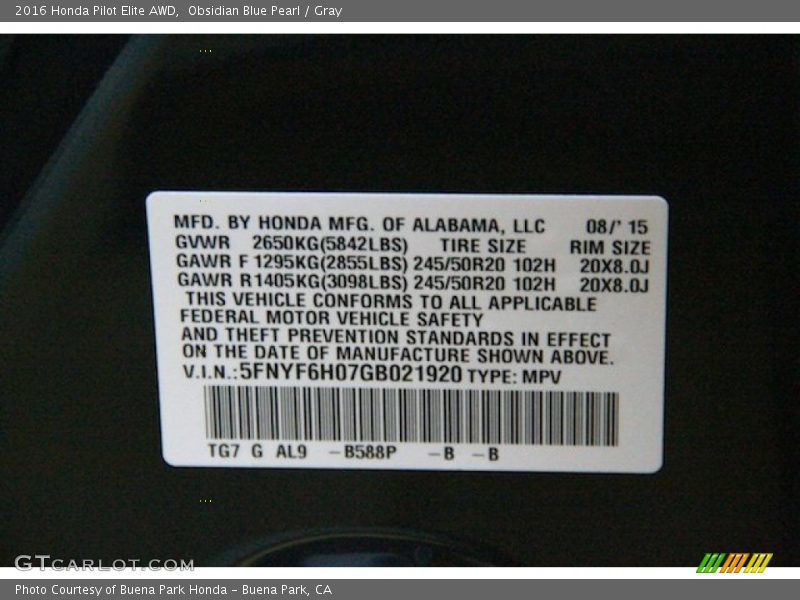 2016 Honda Pilot Elite AWD,  Obsidian Blue Pearl / Gray
MFD. BY HONDA MFG. OF ALABAMA, LLC 08/' 15
GVWR 2650KG(5842LBS) TIRE SIZE RIM SIZE
GAWR F 1295KG(2855LBS) 245/50R20 102H 20X8.0J
GAWR R1405KG(3098LBS) 245/50R20 102H 20X8.0J
THIS VEHICLE CONFORMS TO ALL APPLICABLE
FEDERAL MOTOR VEHICLE SAFETY
AND THEFT PREVENTION STANDARDS IN EFFECT
ON THE DATE OF MANUFACTURE SHOWN ABOVE.
V.I.N.:5FNYF6H07GB021920 TYPE: MPV
TG7 G AL9 -B588P -B -B
GTCARLOT.COM
Photo Courtesy of Buena Park Honda - Buena Park, CA